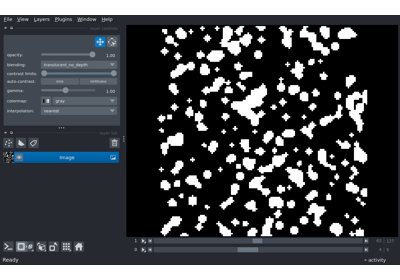 File View Layers Plugins Window Help
opacity: 1.00
blending: translucent_no_depth
contrast limits:
auto-contrast: once continuous
gamma: 1.00
colormap: gray
interpolation: nearest
Image
1
0
Ready
activity